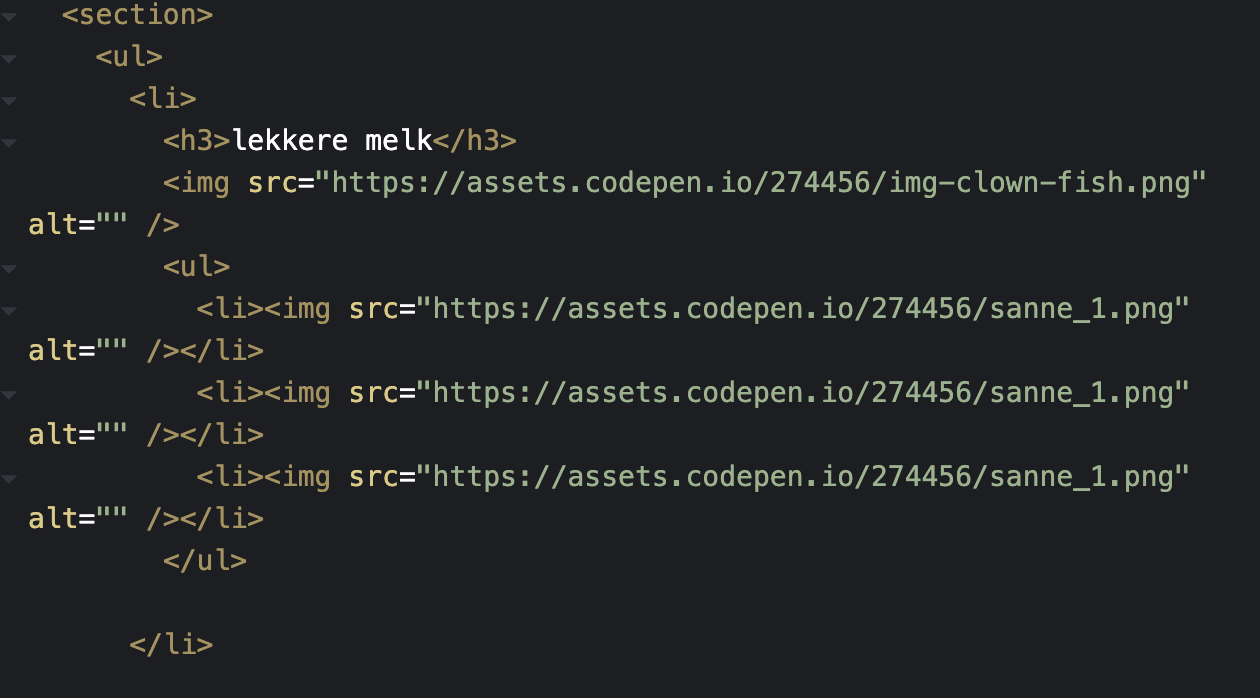 <section>
<ul>
<li>
<h3>lekkere melk</h3>
<img src="https://assets.codepen.io/274456/img-clown-fish.png"
alt="" />
<ul>
<li><img src="https://assets.codepen.io/274456/sanne_1.png"
alt="" /></li>
<li><img src="https://assets.codepen.io/274456/sanne_1.png"
alt="" /></li>
<li><img src="https://assets.codepen.io/274456/sanne_1.png"
alt="" /></li>
</ul>
</li>